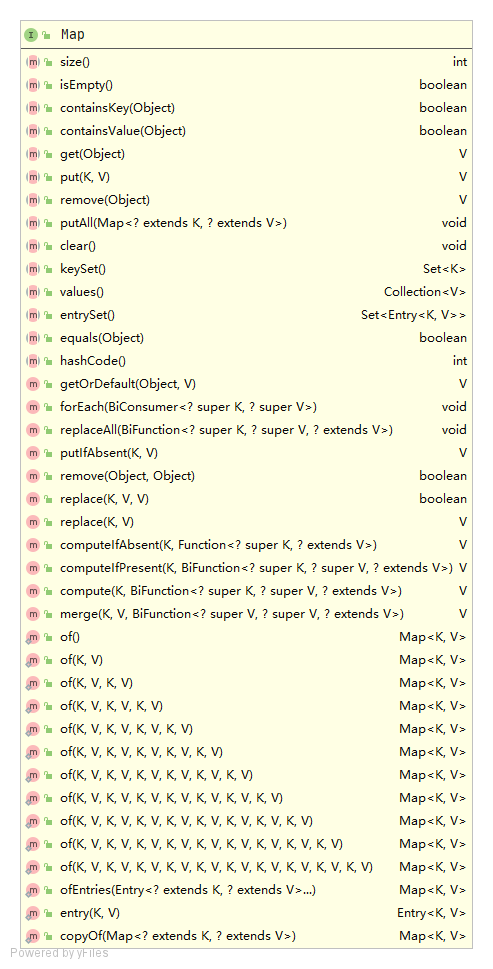 Map
size() int
isEmpty() boolean
containsKey(Object) boolean
containsValue(Object) boolean
get(Object) V
put(K, V) V
remove(Object) V
putAll(Map<? extends K, ? extends V>) void
clear() void
keySet() Set<K>
values() Collection<V>
entrySet() Set<Entry<K, V>>
equals(Object) boolean
hashCode() int
getOrDefault(Object, V) V
forEach(BiConsumer<? super K, ? super V>) void
replaceAll(BiFunction<? super K, ? super V, ? extends V>) void
putIfAbsent(K, V) V
remove(Object, Object) boolean
replace(K, V, V) boolean
replace(K, V) V
computeIfAbsent(K, Function<? super K, ? extends V>) V
computeIfPresent(K, BiFunction<? super K, ? super V, ? extends V>) V
compute(K, BiFunction<? super K, ? super V, ? extends V>) V
merge(K, V, BiFunction<? super V, ? super V, ? extends V>) V
of() Map<K, V>
of(K, V) Map<K, V>
of(K, V, K, V) Map<K, V>
of(K, V, K, V, K, V) Map<K, V>
of(K, V, K, V, K, V, K, V) Map<K, V>
of(K, V, K, V, K, V, K, V, K, V) Map<K, V>
of(K, V, K, V, K, V, K, V, K, V, K, V) Map<K, V>
of(K, V, K, V, K, V, K, V, K, V, K, V, K, V) Map<K, V>
of(K, V, K, V, K, V, K, V, K, V, K, V, K, V, K, V) Map<K, V>
of(K, V, K, V, K, V, K, V, K, V, K, V, K, V, K, V, K, V) Map<K, V>
of(K, V, K, V, K, V, K, V, K, V, K, V, K, V, K, V, K, V, K, V) Map<K, V>
ofEntries(Entry<? extends K, ? extends V>...) Map<K, V>
entry(K, V) Entry<K, V>
copyOf(Map<? extends K, ? extends V>) Map<K, V>
Powered by yFiles